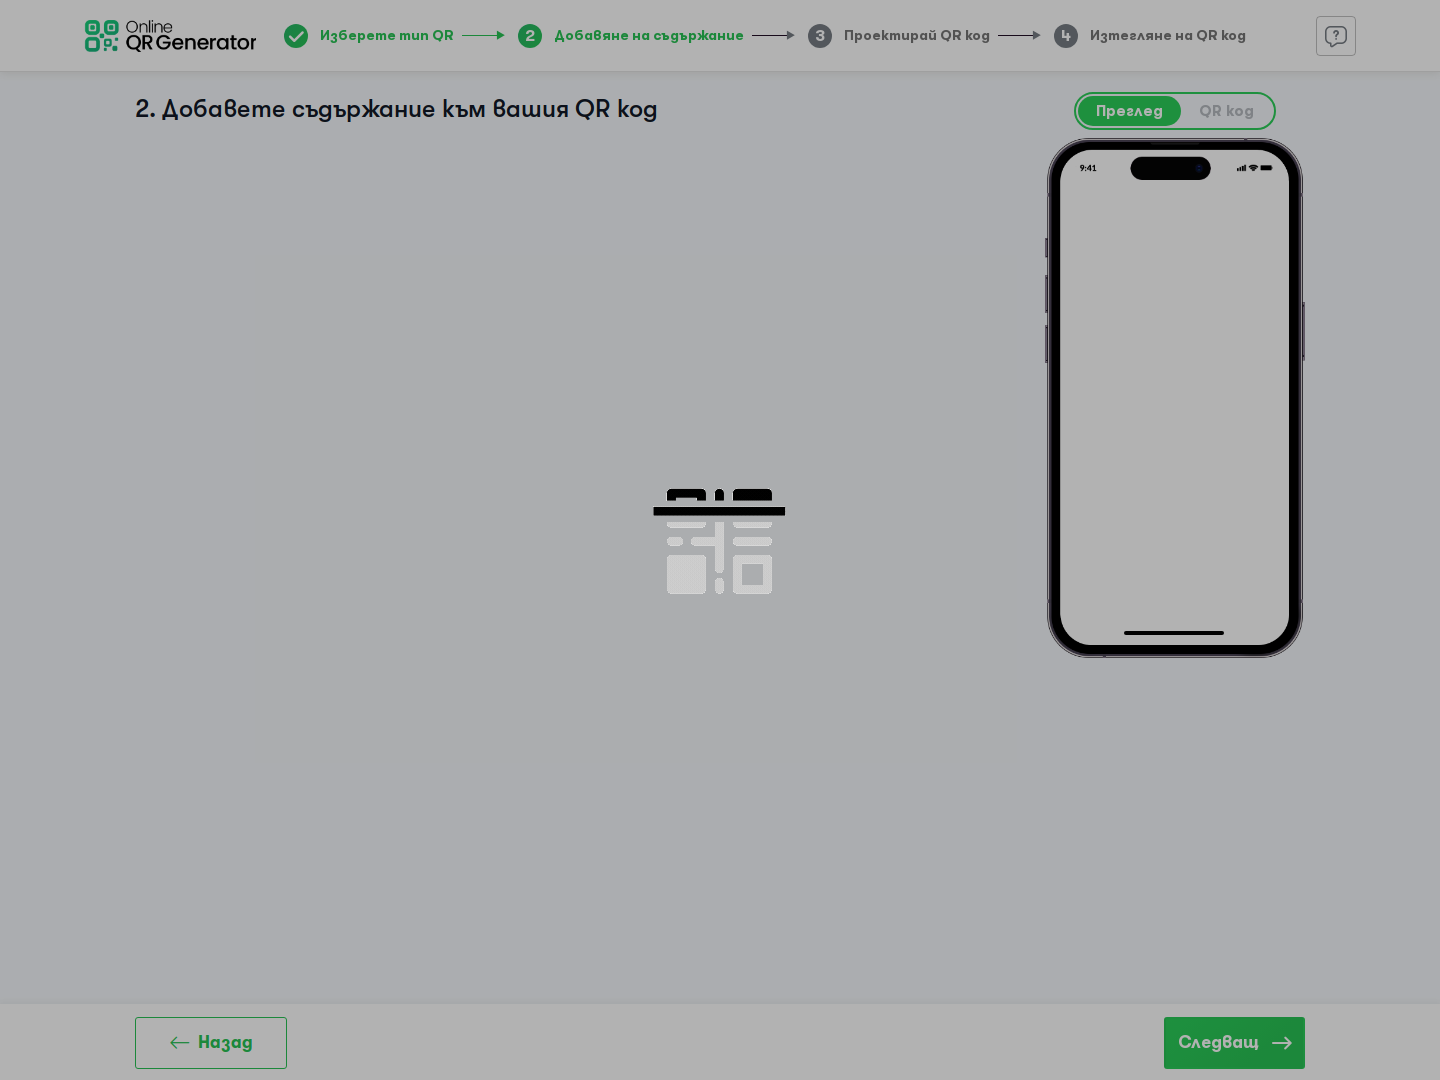 Online
QR Generator
Изберете тип QR
2 Добавяне на съдържание
3 Проектирай QR код
4 Изтегляне на QR код
2. Добавете съдържание към вашия QR код
Преглед
QR код
9:41
Назад
Следващ